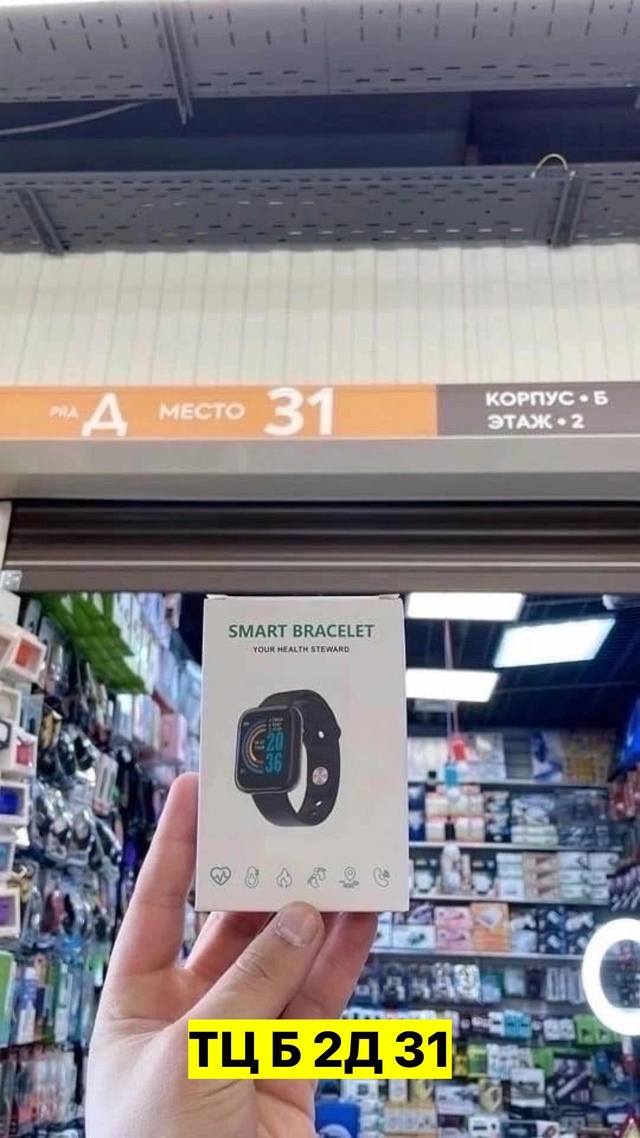 РЯД Д МЕСТО 31
КОРПУС • Б
ЭТАЖ • 2
SMART BRACELET
YOUR HEALTH STEWARD
20
36
ТЦ Б 2Д 31